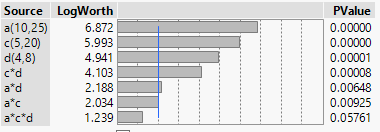 Source LogWorth PValue
a(10,25) 6.872 0.00000
c(5,20) 5.993 0.00000
d(4,8) 4.941 0.00001
c*d 4.103 0.00008
a*d 2.188 0.00648
a*c 2.034 0.00925
a*c*d 1.239 0.05761